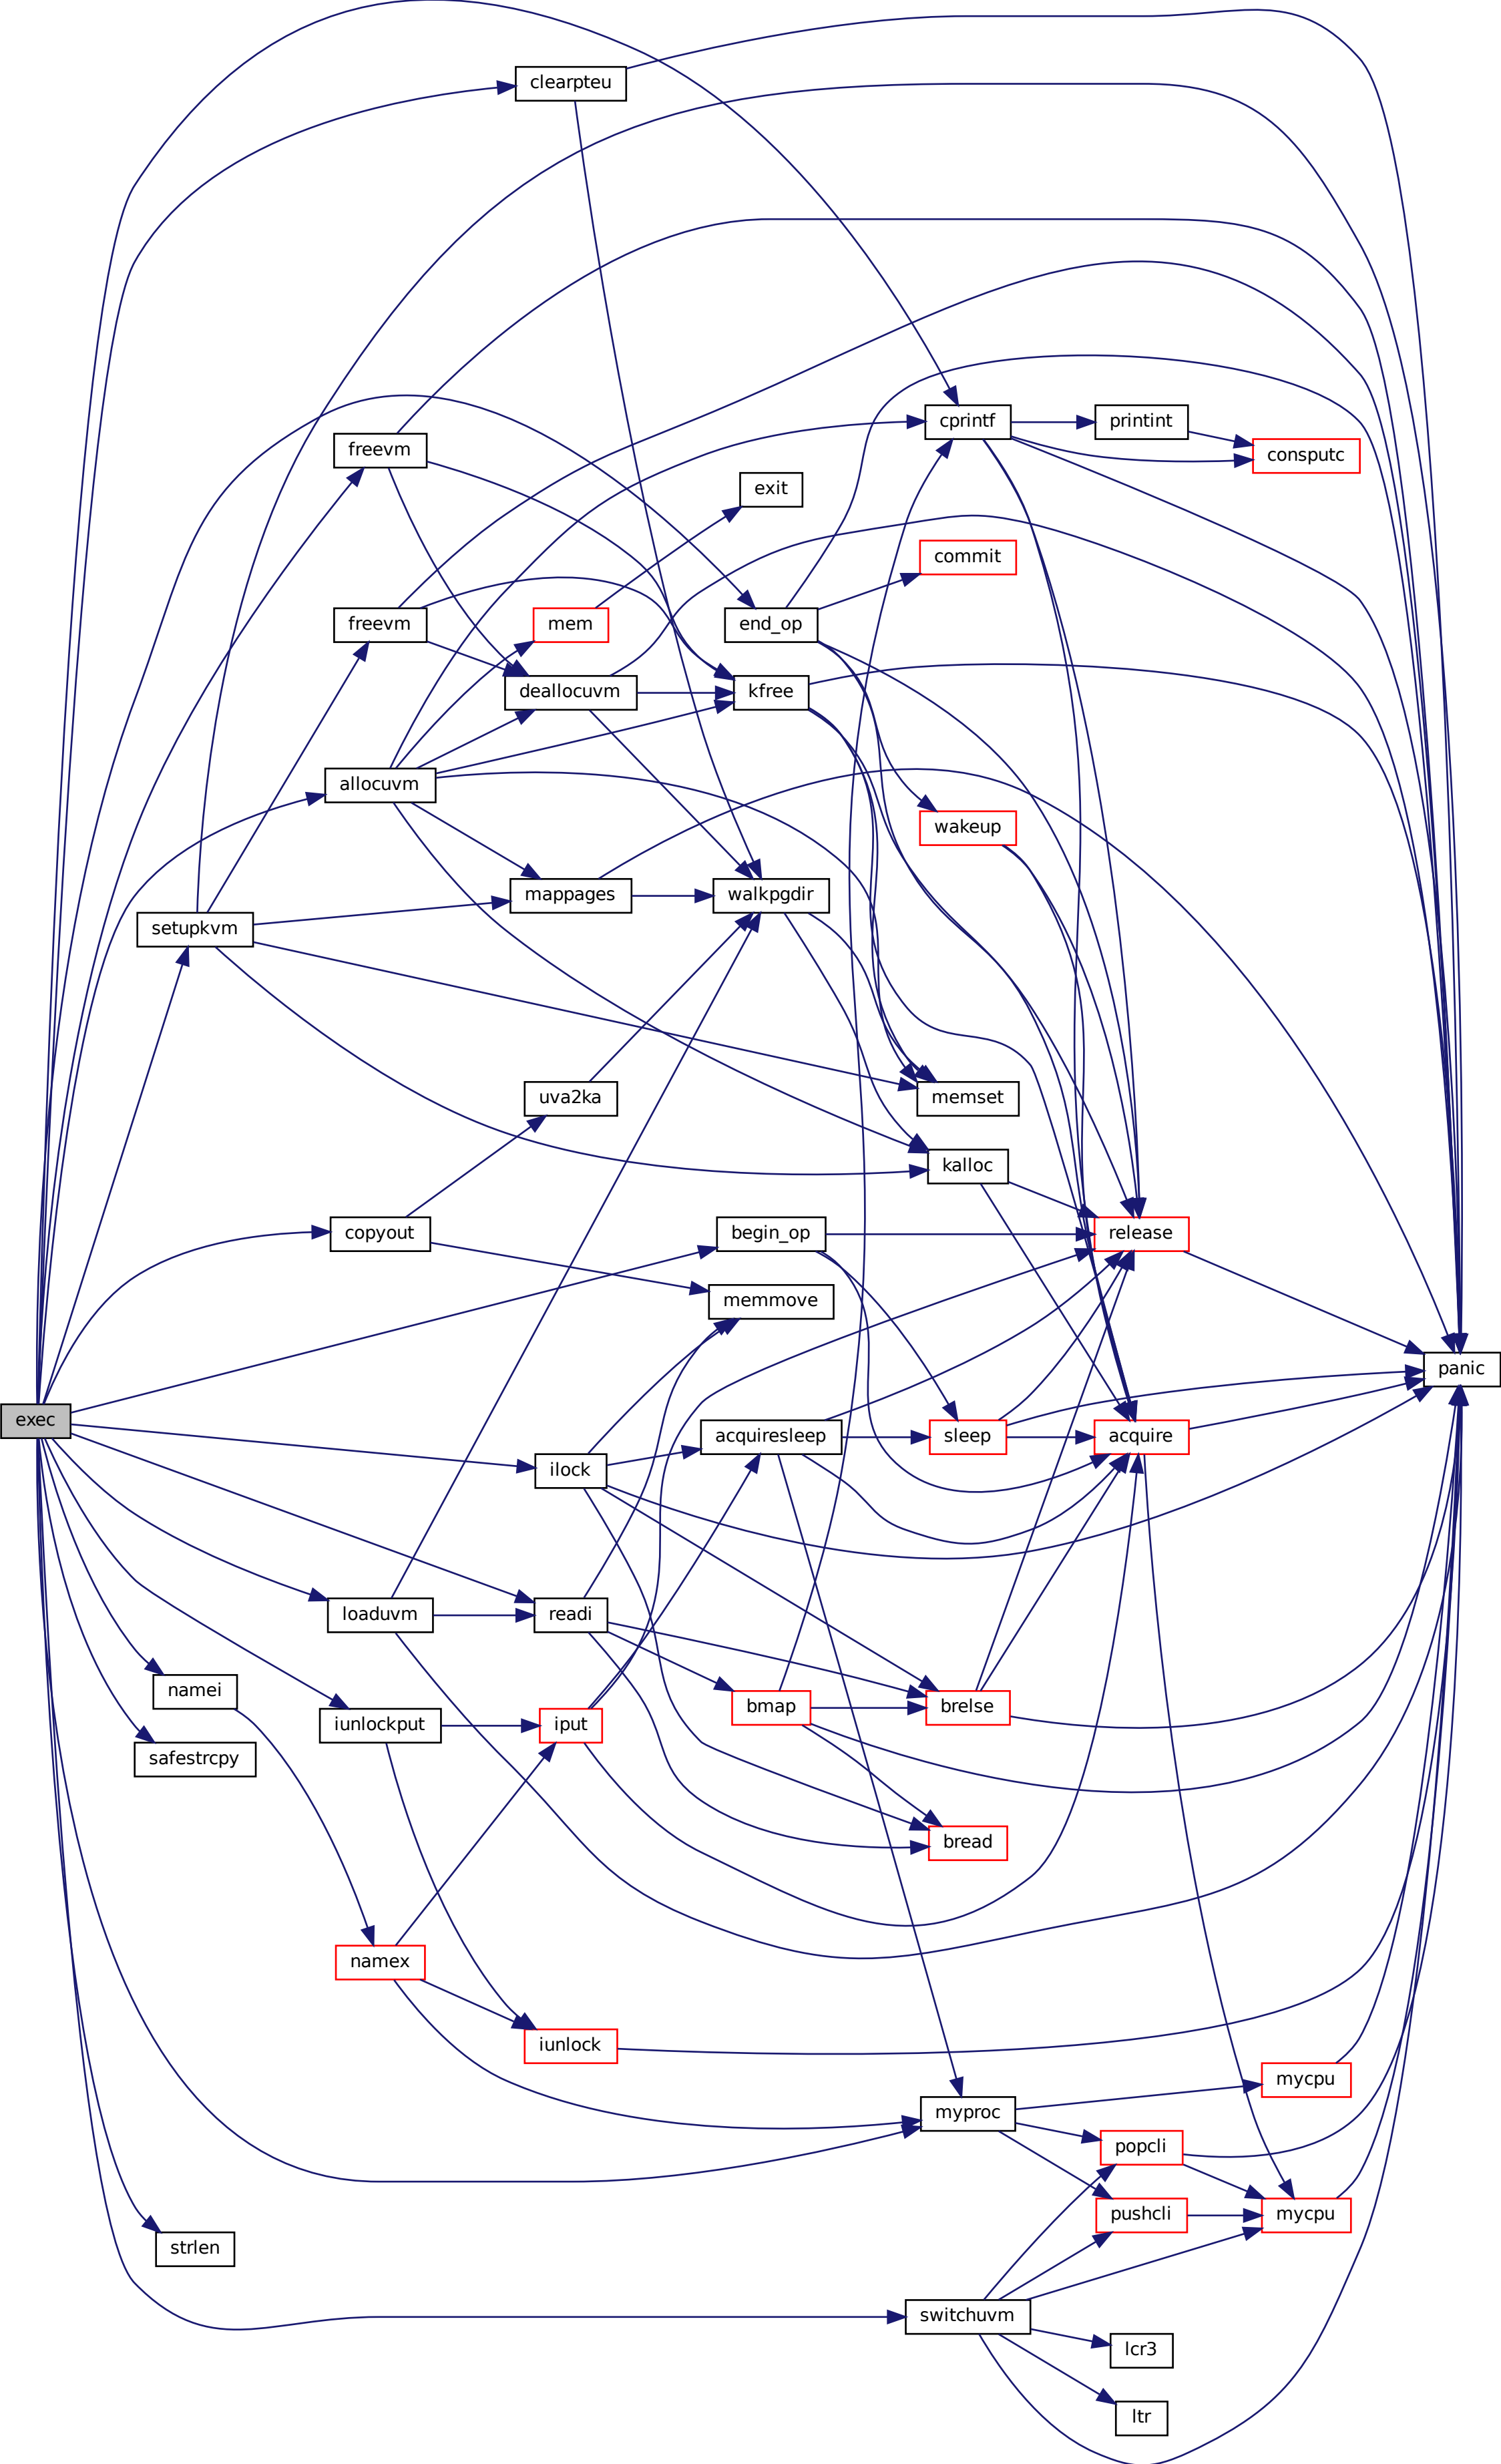 clearpteu
cprintf
printint
freevm
consputc
exit
commit
freevm
mem
end_op
deallocuvm
kfree
allocuvm
wakeup
mappages
walkpgdir
setupkvm
uva2ka
memset
kalloc
copyout
begin_op
release
memmove
panic
exec
acquiresleep
sleep
acquire
ilock
loaduvm
readi
namei
bmap
brelse
iunlockput
iput
safestrcpy
bread
namex
iunlock
mycpu
myproc
popcli
pushcli
mycpu
strlen
switchuvm
lcr3
ltr